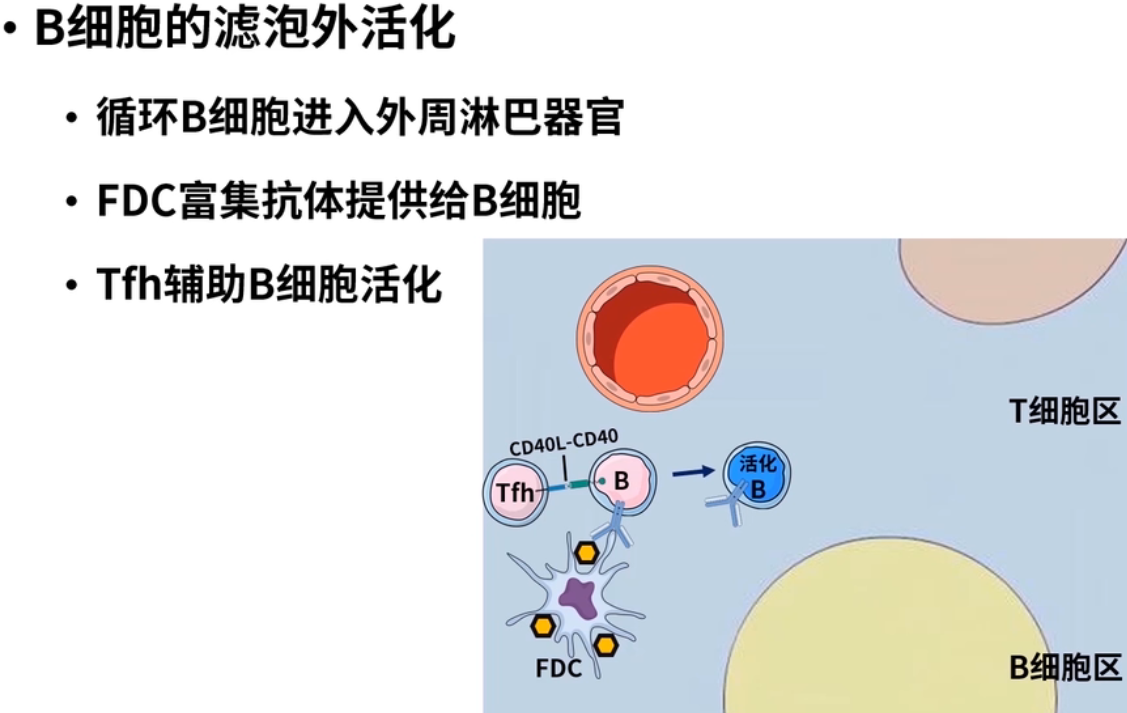 • B细胞的滤泡外活化
• 循环B细胞进入外周淋巴器官
• FDC富集抗体提供给B细胞
• Tfh辅助B细胞活化
T细胞区
CD40L-CD40
Tfh
B
活化
B
FDC
B细胞区